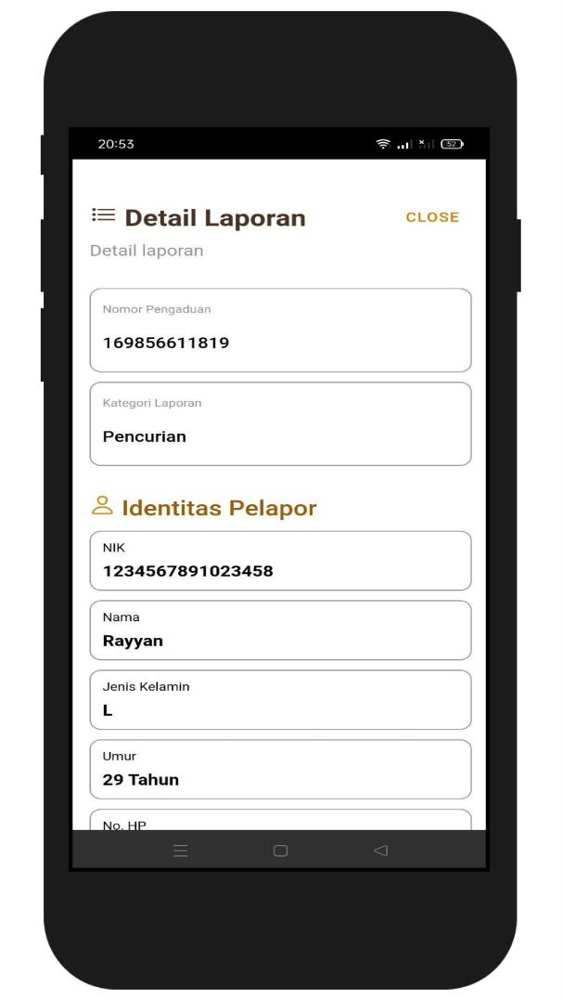 20:53
52
Detail Laporan
CLOSE
Detail laporan
Nomor Pengaduan
169856611819
Kategori Laporan
Pencurian
Identitas Pelapor
NIK
1234567891023458
Nama
Rayyan
Jenis Kelamin
L
Umur
29 Tahun
No. HP